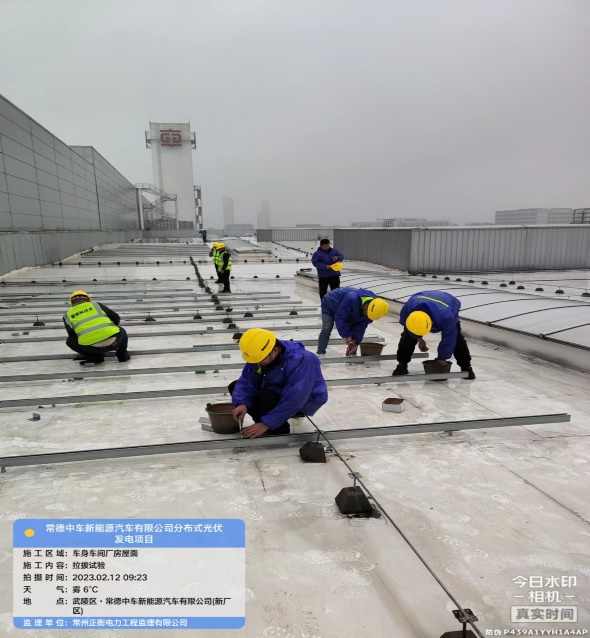 常德中车新能源汽车有限公司分布式光伏
发电项目
施工区域：车身车间厂房屋面
施工内容：拉拔试验
拍摄时间：2023.02.12 09:23
天气：雾 6℃
地点：武陵区·常德中车新能源汽车有限公司(新厂
区)
监理单位：常州正衡电力工程监理有限公司
今日水印
相机
真实时间
防伪 P439A1YYH1A4AP